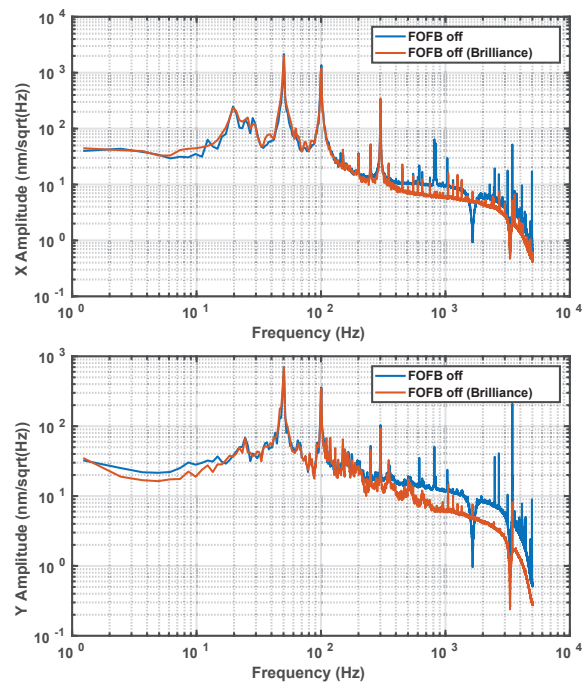 10^4
10^3
10^2
10^1
10^0
10^-1
X Amplitude (nm/sqrt(Hz))
FOFB off
FOFB off (Brilliance)
10^0 10^1 10^2 10^3 10^4
Frequency (Hz)
10^3
10^2
10^1
10^0
10^-1
Y Amplitude (nm/sqrt(Hz))
FOFB off
FOFB off (Brilliance)
10^0 10^1 10^2 10^3 10^4
Frequency (Hz)